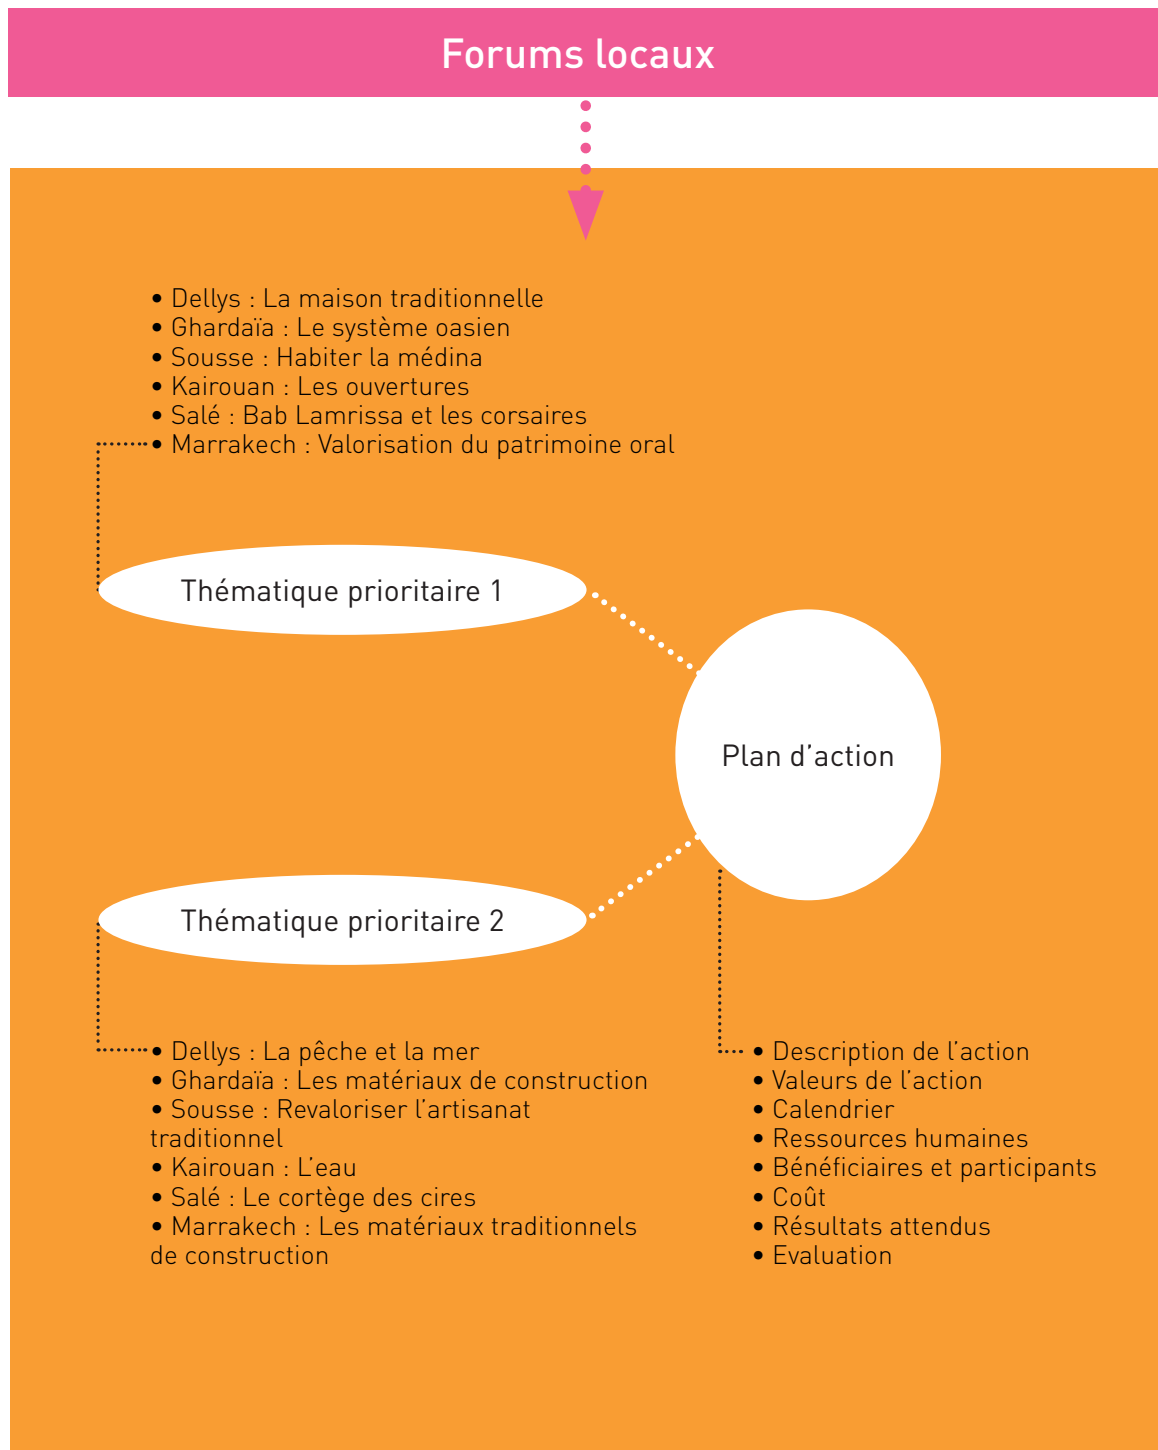 Forums locaux
• Dellys : La maison traditionnelle
• Ghardaïa : Le système oasien
• Sousse : Habiter la médina
• Kairouan : Les ouvertures
• Salé : Bab Lamrissa et les corsaires
• Marrakech : Valorisation du patrimoine oral
Thématique prioritaire 1
Plan d’action
Thématique prioritaire 2
• Dellys : La pêche et la mer
• Ghardaïa : Les matériaux de construction
• Sousse : Revaloriser l’artisanat
traditionnel
• Kairouan : L’eau
• Salé : Le cortège des cires
• Marrakech : Les matériaux traditionnels
de construction
• Description de l’action
• Valeurs de l’action
• Calendrier
• Ressources humaines
• Bénéficiaires et participants
• Coût
• Résultats attendus
• Evaluation